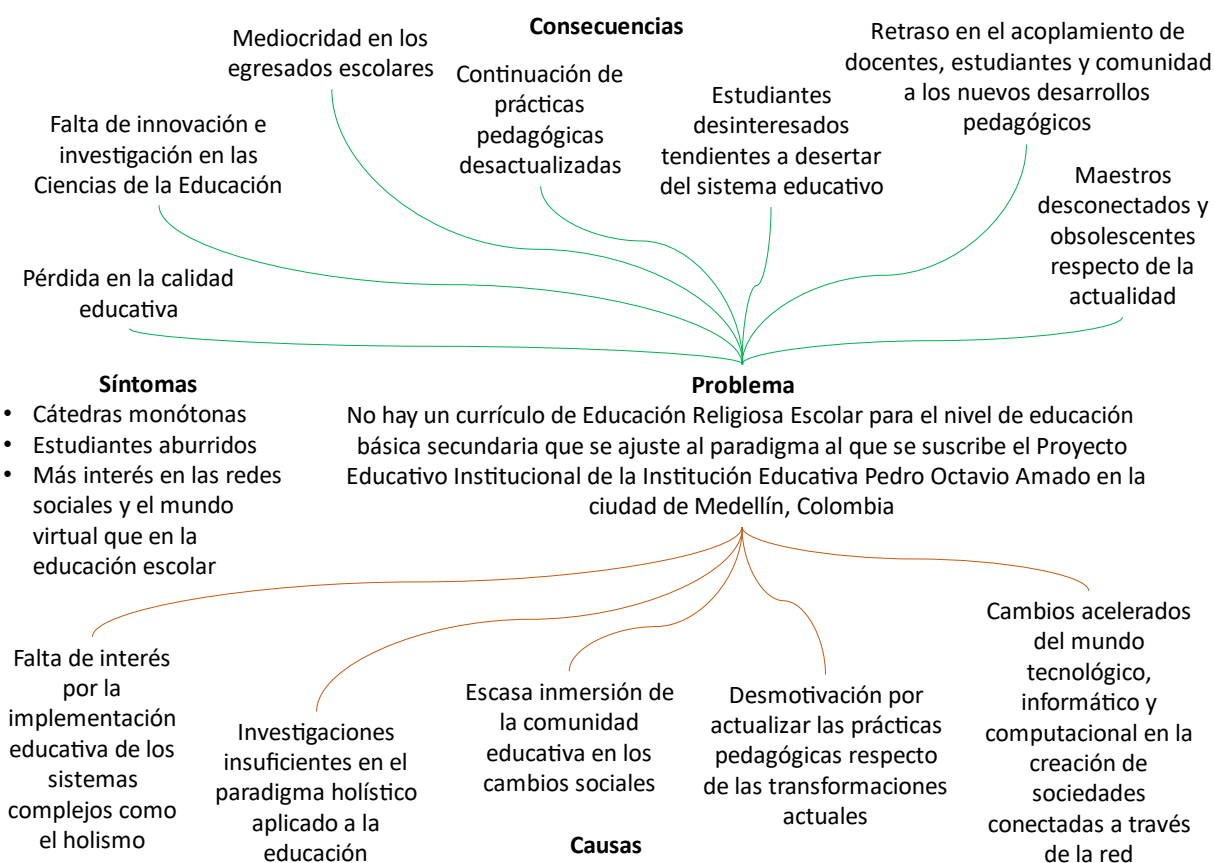 Consecuencias
Mediocridad en los
egresados escolares
Retraso en el acoplamiento de
docentes, estudiantes y comunidad
a los nuevos desarrollos
pedagógicos
Continuación de
prácticas
pedagógicas
desactualizadas
Estudiantes
desinteresados
tendientes a desertar
del sistema educativo
Falta de innovación e
investigación en las
Ciencias de la Educación
Maestros
desconectados y
obsolescentes
respecto de la
actualidad
Pérdida en la calidad
educativa
Síntomas
• Cátedras monótonas
• Estudiantes aburridos
• Más interés en las redes
sociales y el mundo
virtual que en la
educación escolar
Problema
No hay un currículo de Educación Religiosa Escolar para el nivel de educación
básica secundaria que se ajuste al paradigma al que se suscribe el Proyecto
Educativo Institucional de la Institución Educativa Pedro Octavio Amado en la
ciudad de Medellín, Colombia
Falta de interés
por la
implementación
educativa de los
sistemas
complejos como
el holismo
Investigaciones
insuficientes en el
paradigma holístico
aplicado a la
educación
Escasa inmersión de
la comunidad
educativa en los
cambios sociales
Desmotivación por
actualizar las prácticas
pedagógicas respecto
de las transformaciones
actuales
Cambios acelerados
del mundo
tecnológico,
informático y
computacional en la
creación de
sociedades
conectadas a través
de la red
Causas